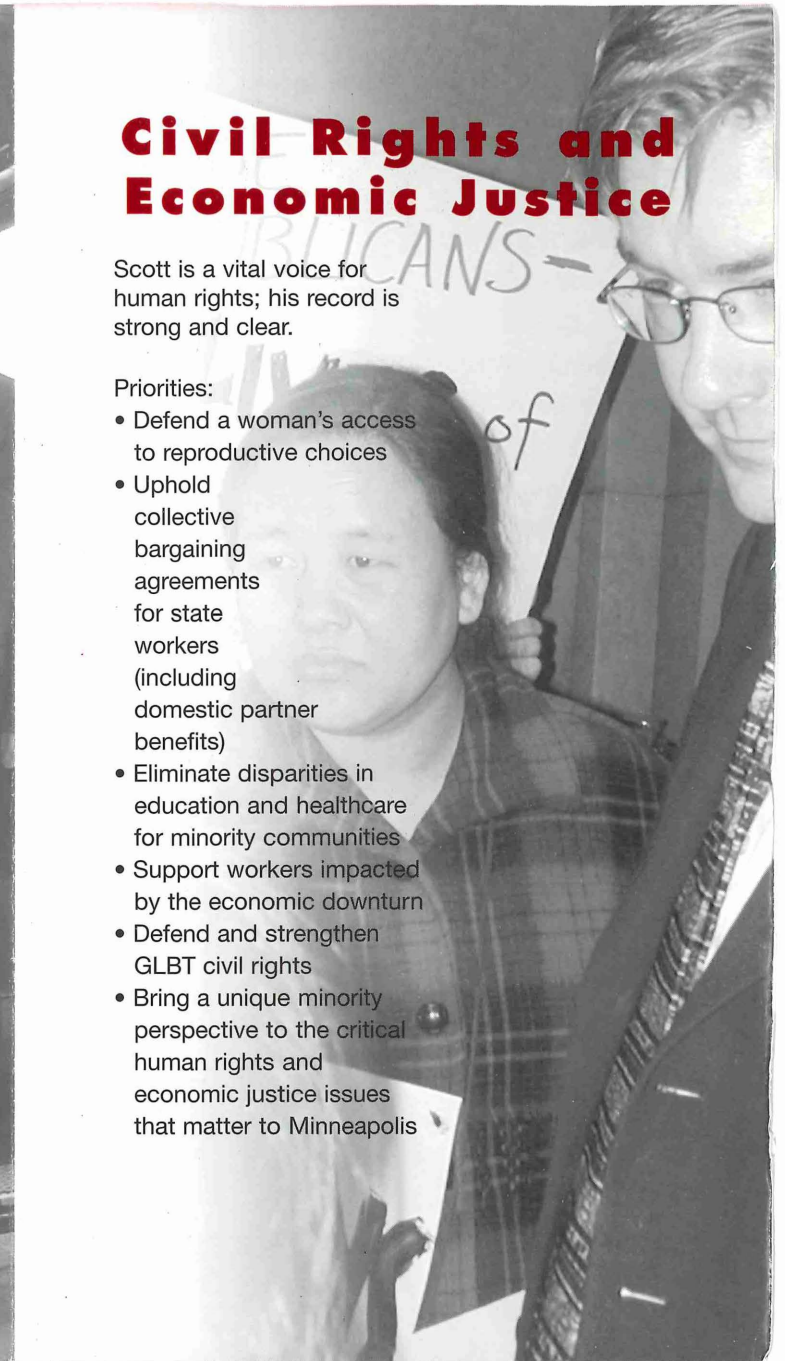 Civil Rights and
Economic Justice
Scott is a vital voice for
human rights; his record is
strong and clear.
Priorities:
• Defend a woman's access
to reproductive choices
• Uphold
collective
bargaining
agreements
for state
workers
(including
domestic partner
benefits)
• Eliminate disparities in
education and healthcare
for minority communities
• Support workers impacted
by the economic downturn
• Defend and strengthen
GLBT civil rights
• Bring a unique minority
perspective to the critical
human rights and
economic justice issues
that matter to Minneapolis
BLICANS-
of